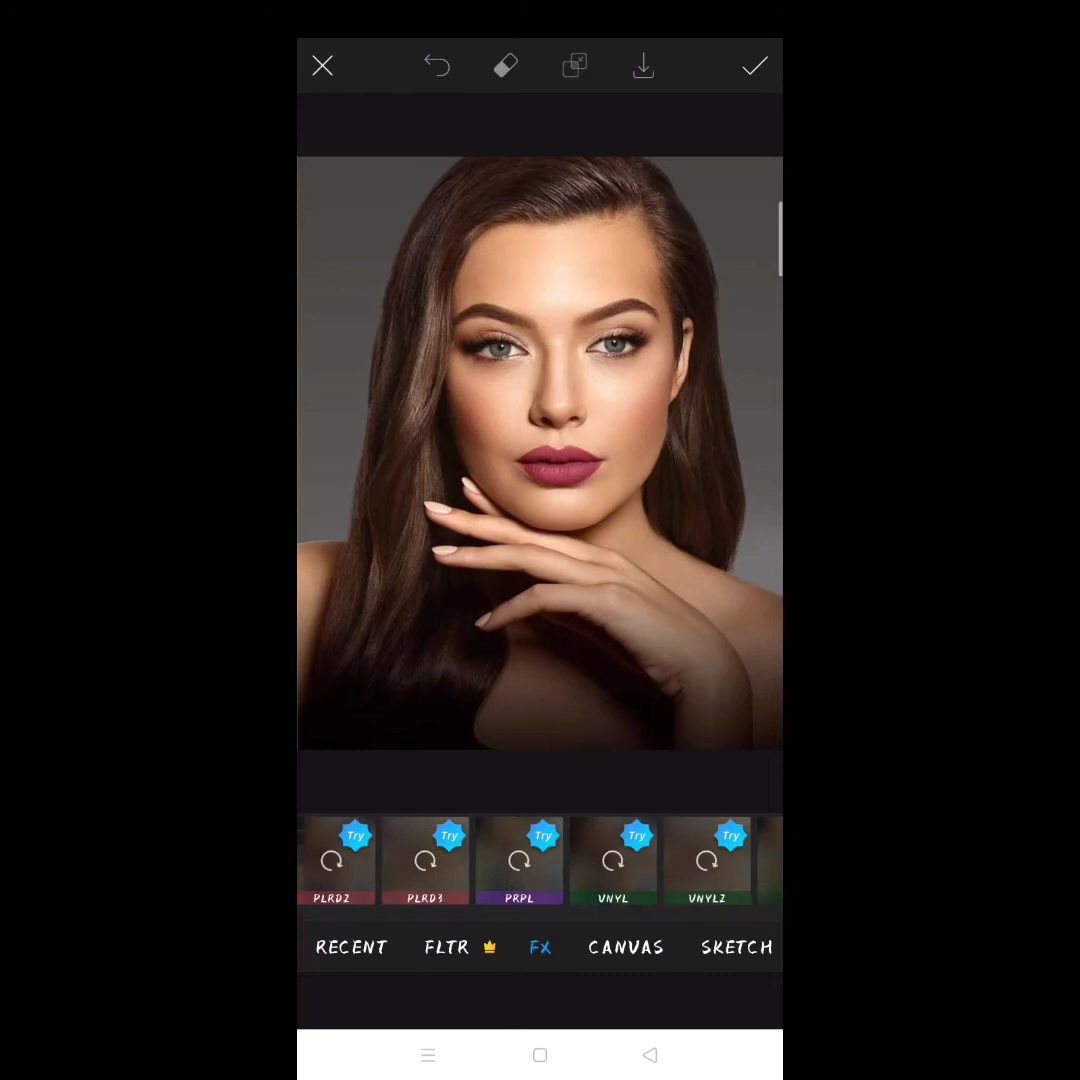 Try Try Try Try Try
PLRD2 PLRD3 PRPL VNYL VNYL2
RECENT FLTR FX CANVAS SKETCH